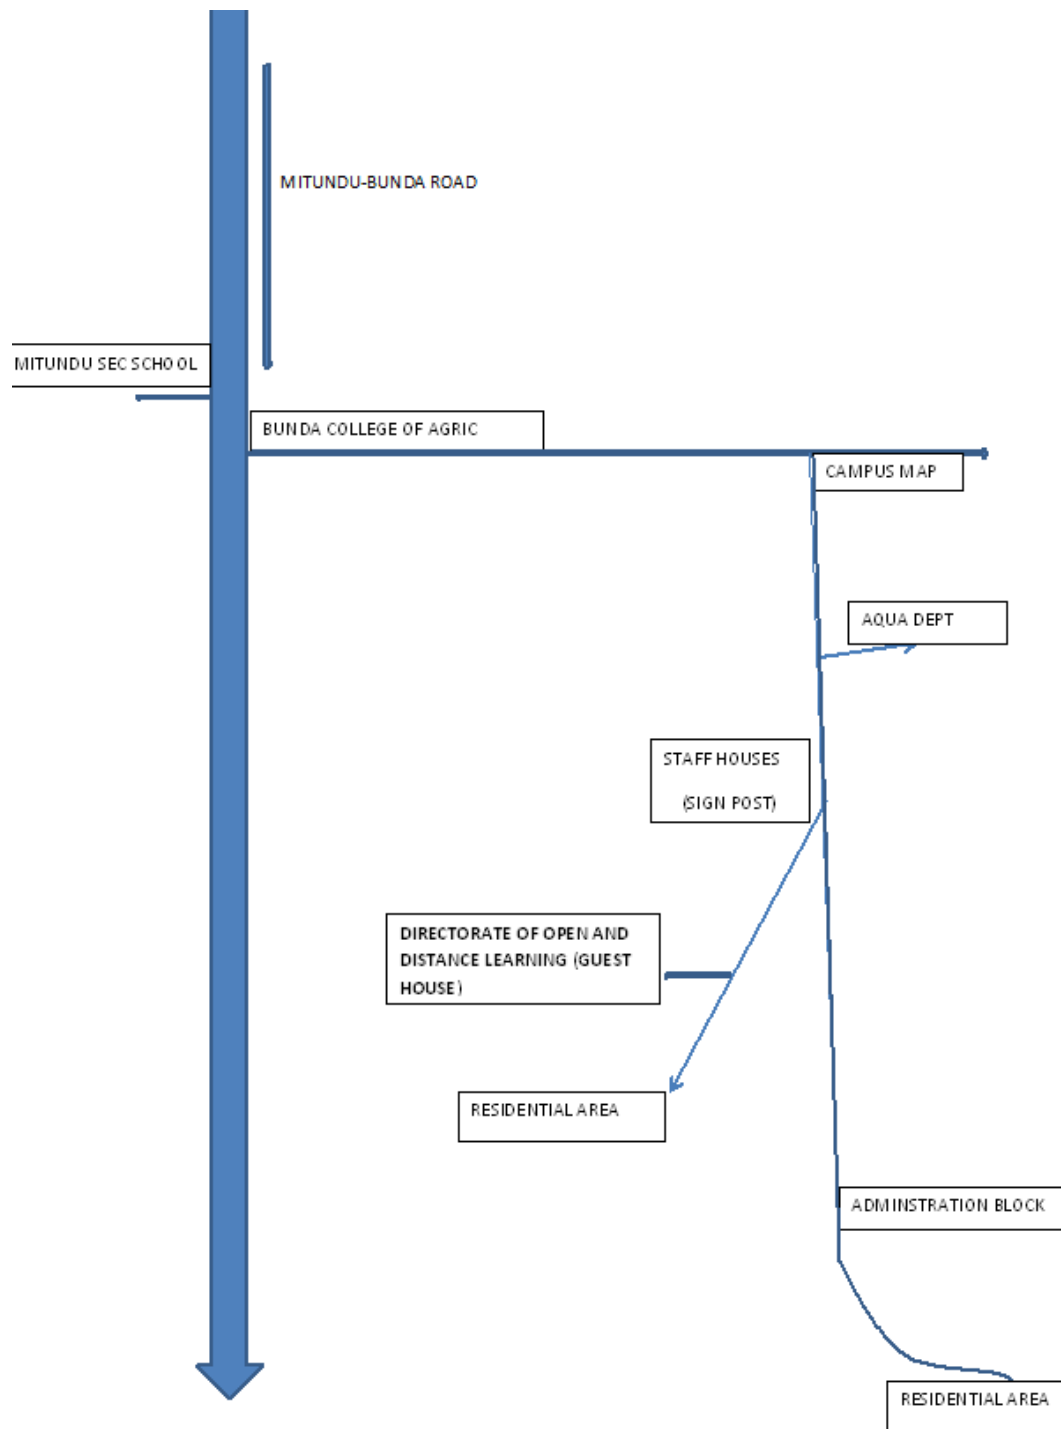 MITUNDU-BUNDA ROAD
MITUNDU SEC SCHOOL
BUNDA COLLEGE OF AGRIC
CAMPUS MAP
AQUA DEPT
STAFF HOUSES
(SIGN POST)
DIRECTORATE OF OPEN AND
DISTANCE LEARNING (GUEST
HOUSE)
RESIDENTIAL AREA
ADMINSTRATION BLOCK
RESIDENTIAL AREA